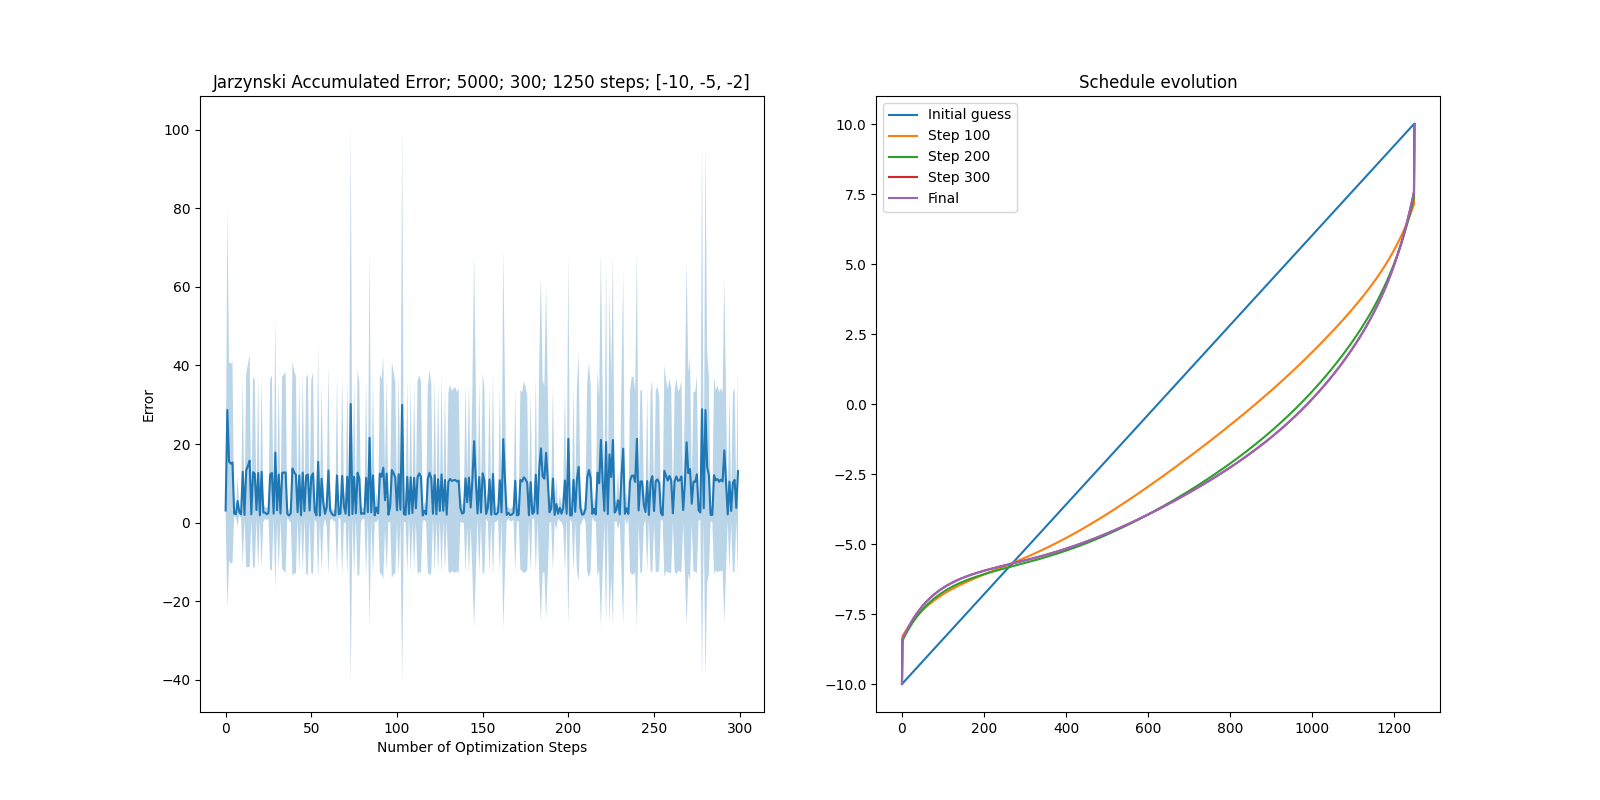 Jarzynski Accumulated Error; 5000; 300; 1250 steps; [-10, -5, -2]
100
80
60
40
20
0
−20
−40
Error
0 50 100 150 200 250 300
Number of Optimization Steps
Schedule evolution
Initial guess
Step 100
Step 200
Step 300
Final
10.0
7.5
5.0
2.5
0.0
−2.5
−5.0
−7.5
−10.0
0 200 400 600 800 1000 1200